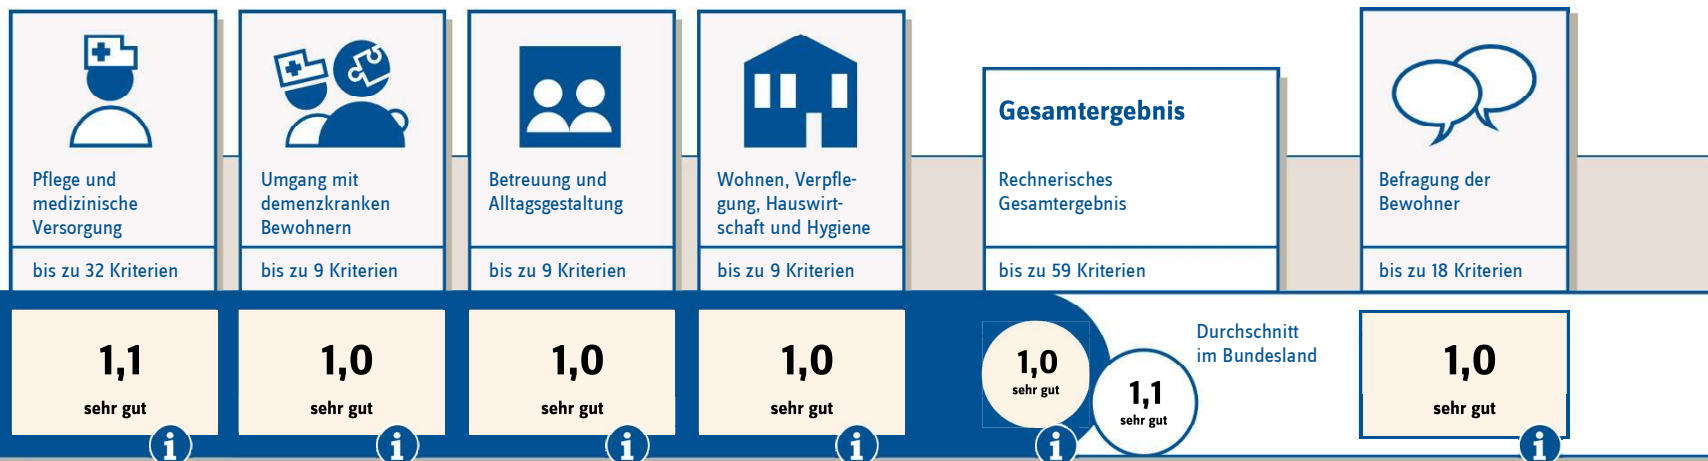 Pflege und
medizinische
Versorgung
bis zu 32 Kriterien
1,1
sehr gut
Umgang mit
demenzkranken
Bewohnern
bis zu 9 Kriterien
1,0
sehr gut
Betreuung und
Alltagsgestaltung
bis zu 9 Kriterien
1,0
sehr gut
Wohnen, Verpfle-
gung, Hauswirt-
schaft und Hygiene
bis zu 9 Kriterien
1,0
sehr gut
Gesamtergebnis
Rechnerisches
Gesamtergebnis
bis zu 59 Kriterien
1,0
sehr gut
1,1
sehr gut
Durchschnitt
im Bundesland
Befragung der
Bewohner
bis zu 18 Kriterien
1,0
sehr gut